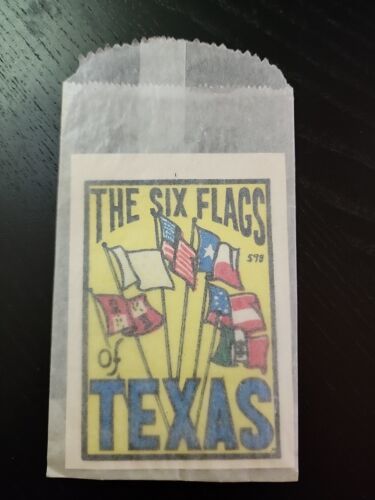 THE SIX FLAGS
598
of
TEXAS